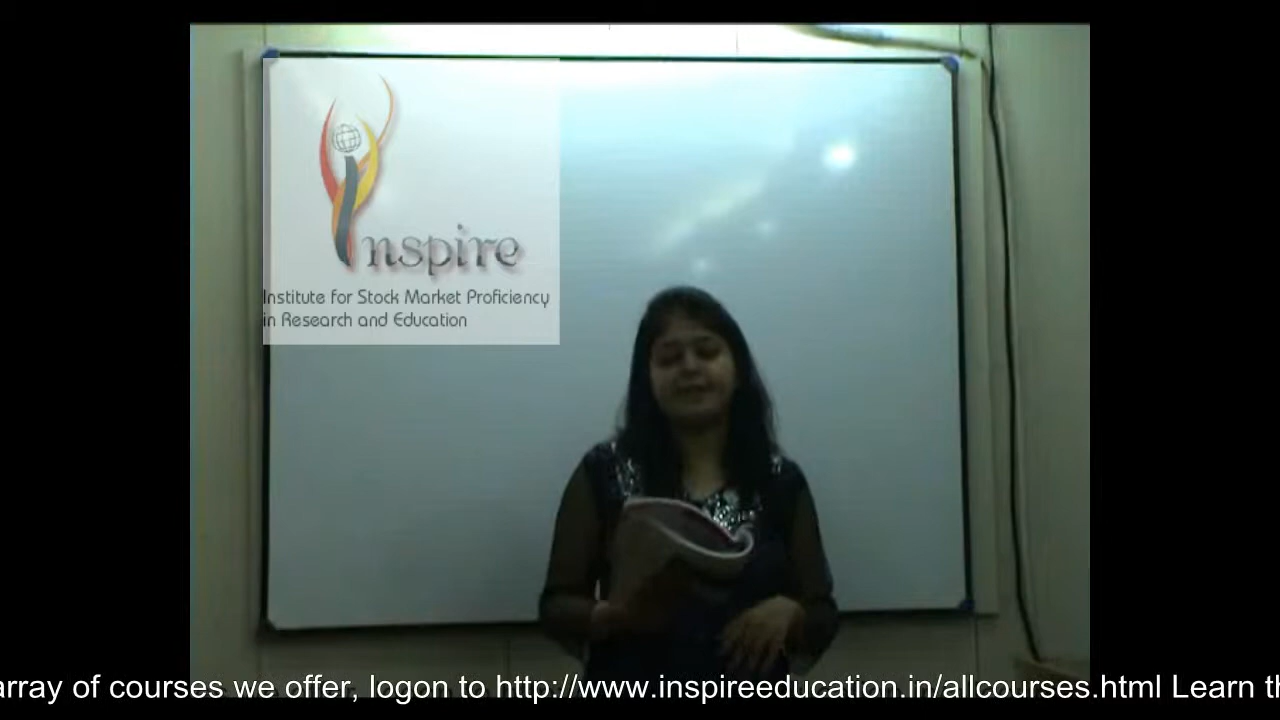 Inspire
Institute for Stock Market Proficiency
in Research and Education
array of courses we offer, logon to http://www.inspireeducation.in/allcourses.html Learn th